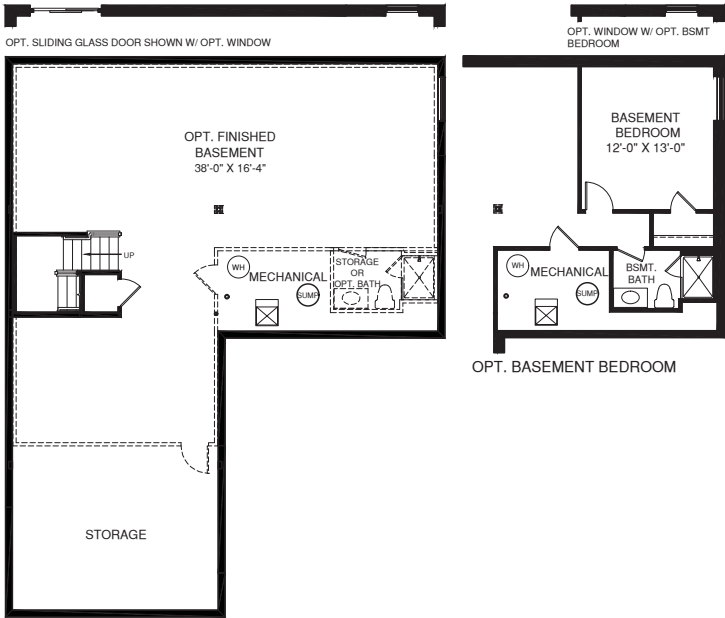 OPT. SLIDING GLASS DOOR SHOWN W/ OPT. WINDOW
OPT. FINISHED
BASEMENT
38'-0" X 16'-4"
UP
WH
MECHANICAL
SUMP
STORAGE
OR
OPT. BATH
STORAGE
OPT. WINDOW W/ OPT. BSMT
BEDROOM
BASEMENT
BEDROOM
12'-0" X 13'-0"
WH
MECHANICAL
SUMP
BSMT.
BATH
OPT. BASEMENT BEDROOM